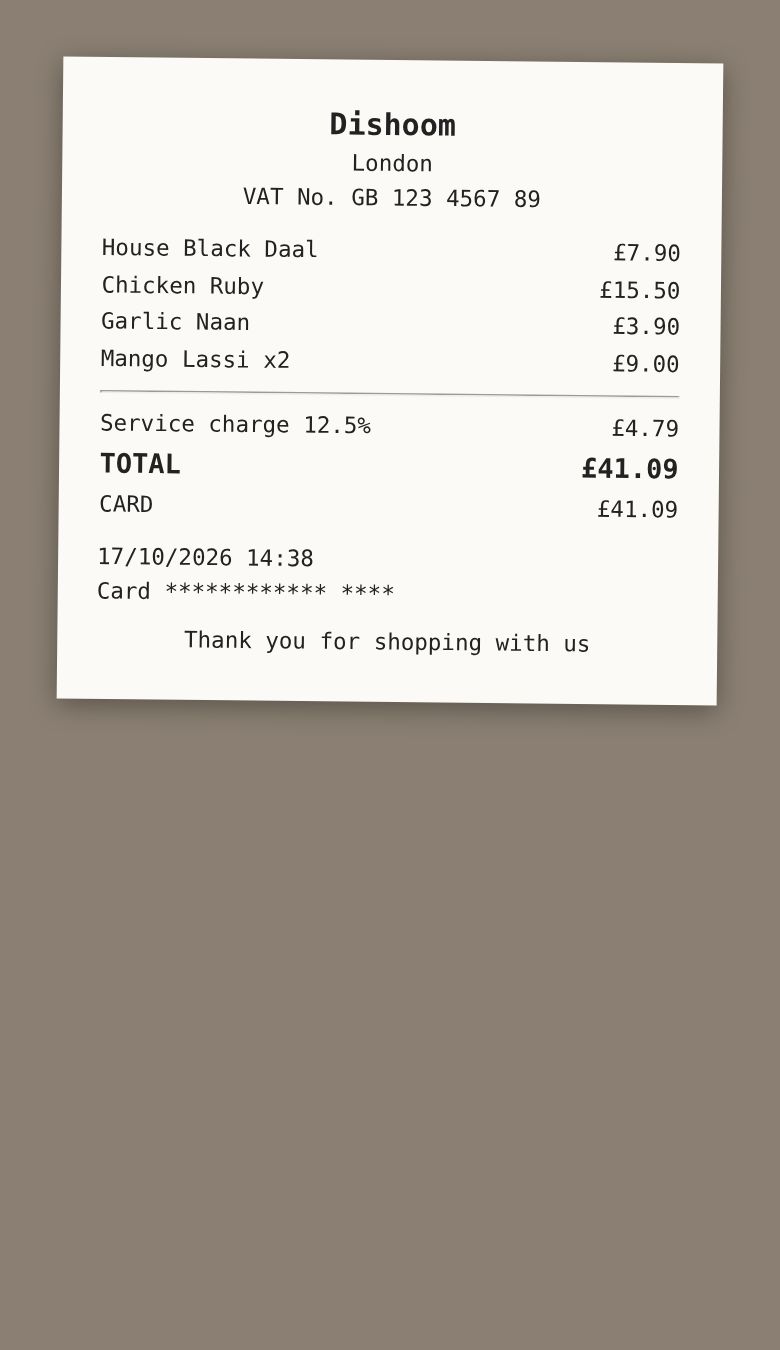 Dishoom
London
VAT No. GB 123 4567 89
House Black Daal £7.90
Chicken Ruby £15.50
Garlic Naan £3.90
Mango Lassi x2 £9.00
Service charge 12.5% £4.79
TOTAL £41.09
CARD £41.09
17/10/2026 14:38
Card ************ ****
Thank you for shopping with us